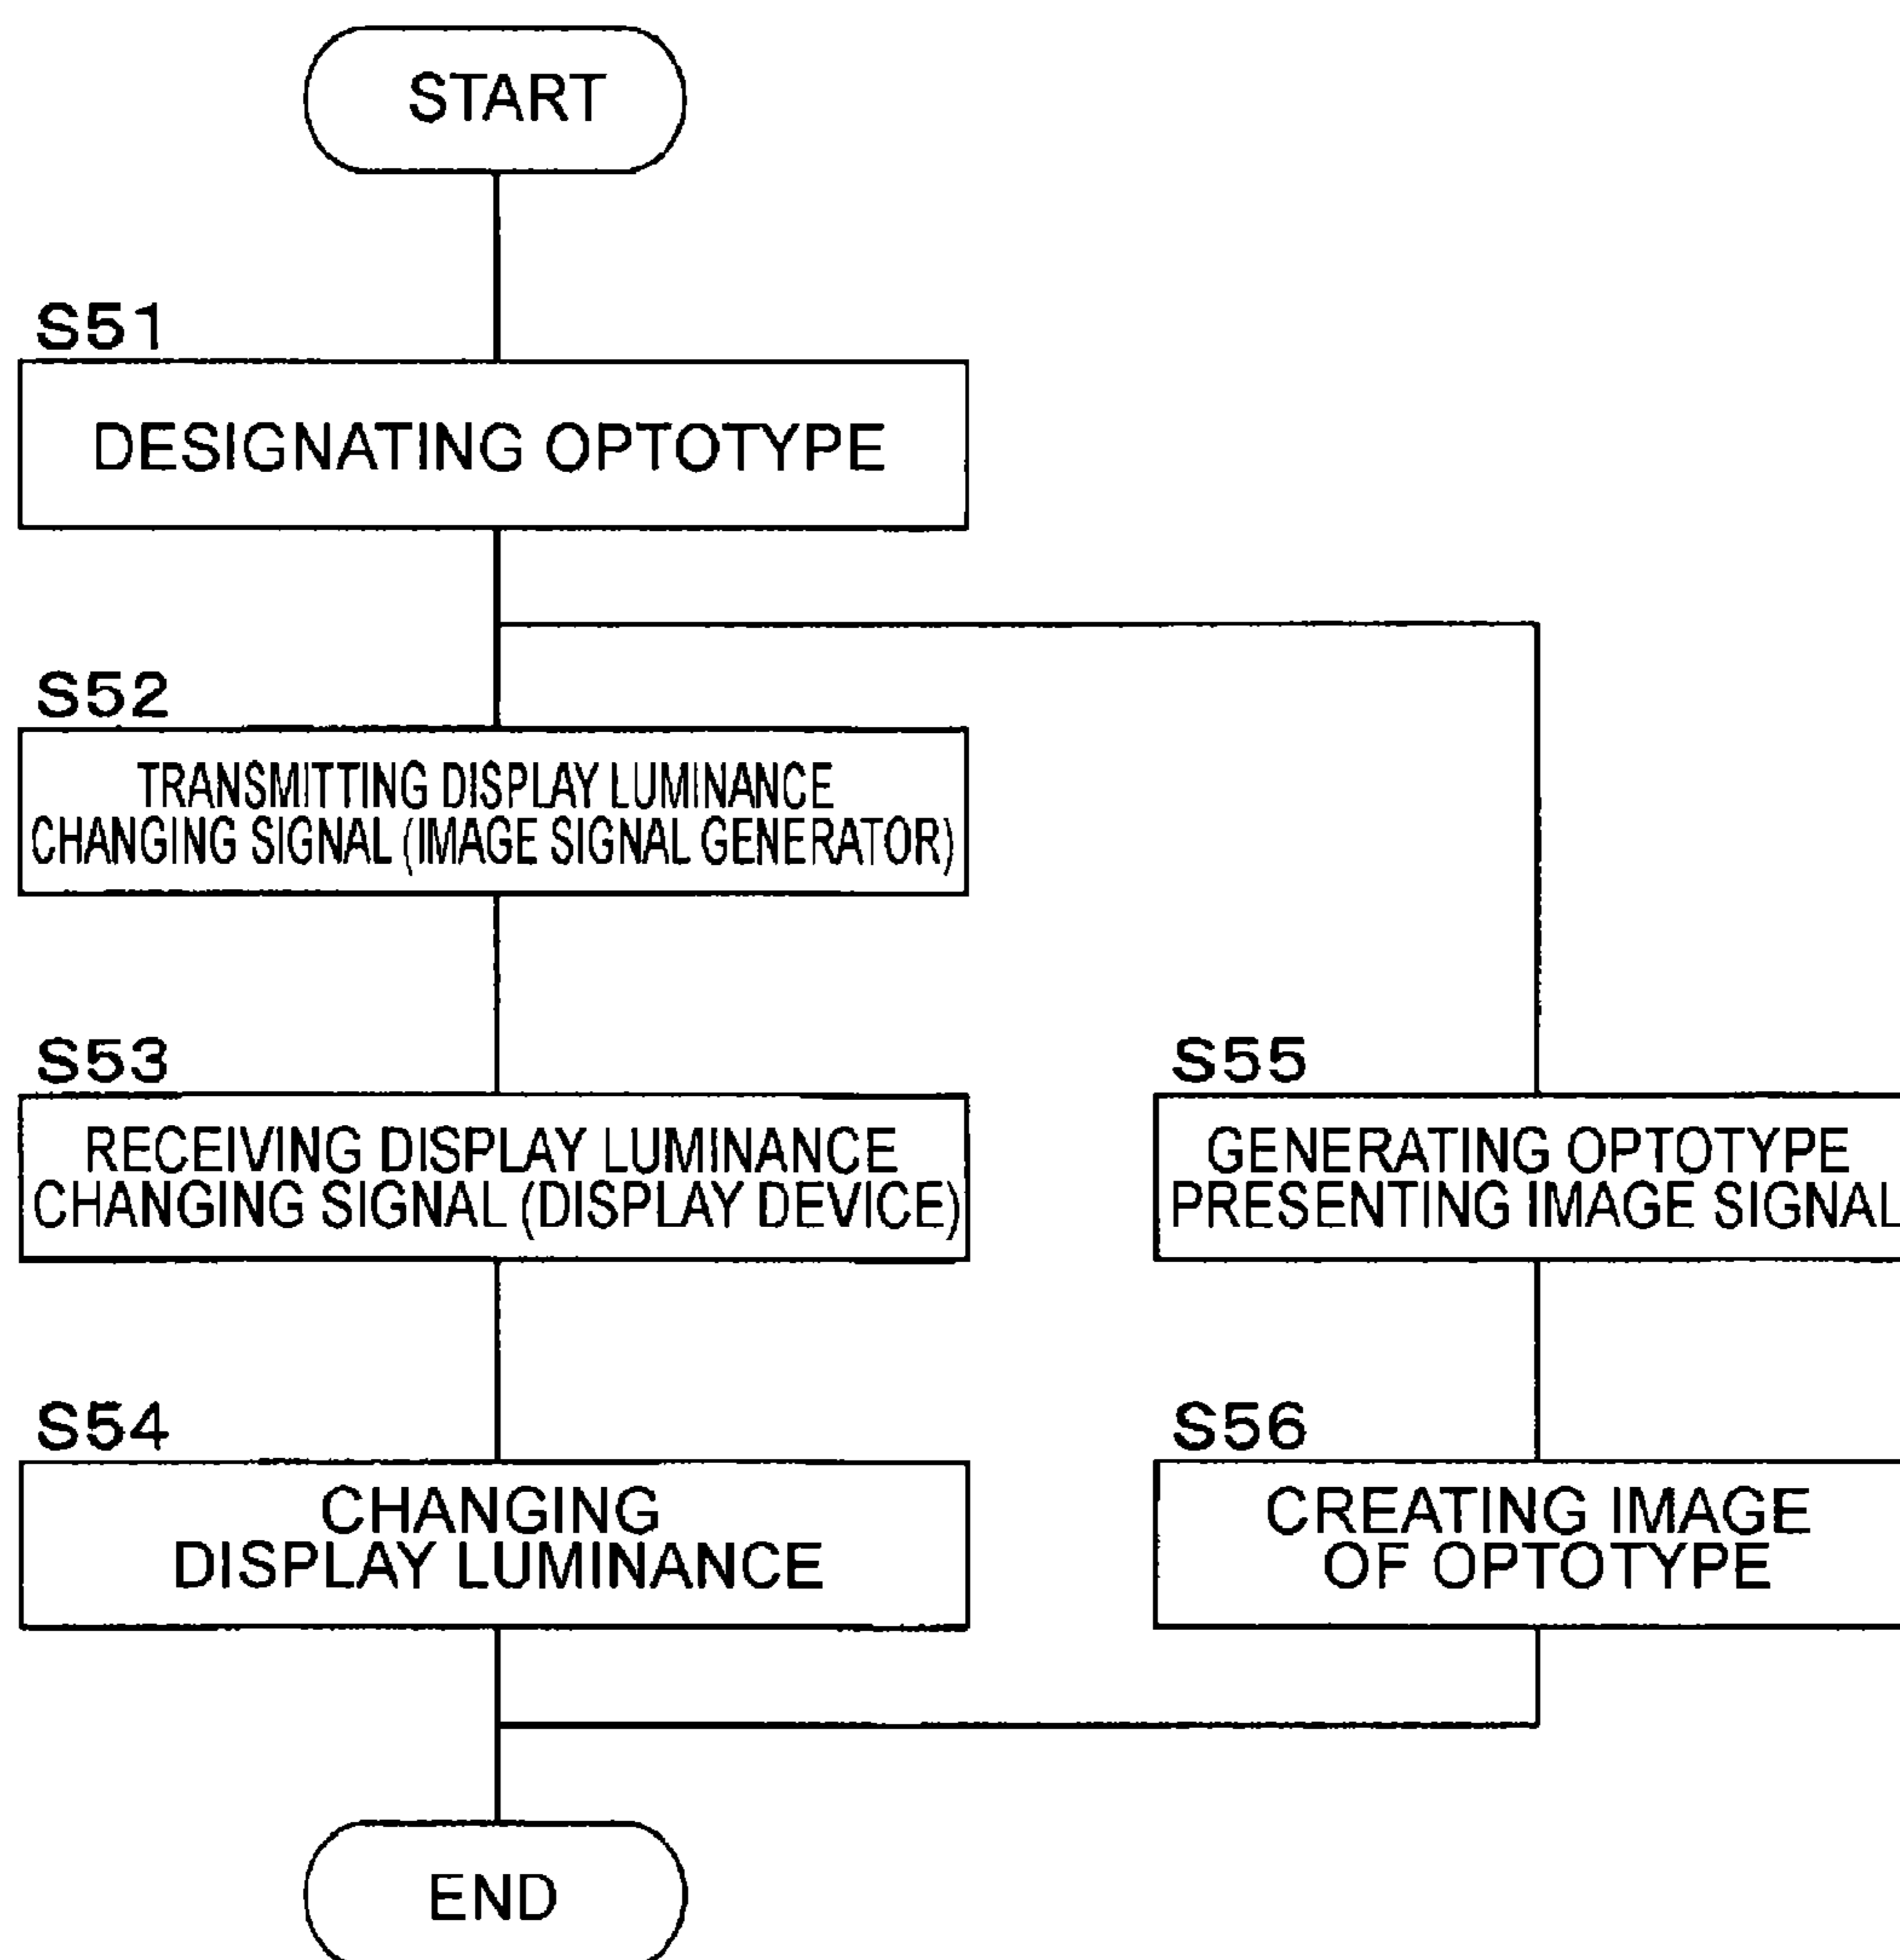 START
S51
DESIGNATING OPTOTYPE
S52
TRANSMITTING DISPLAY LUMINANCE
CHANGING SIGNAL (IMAGE SIGNAL GENERATOR)
S53
RECEIVING DISPLAY LUMINANCE
CHANGING SIGNAL (DISPLAY DEVICE)
S55
GENERATING OPTOTYPE
PRESENTING IMAGE SIGNAL
S54
CHANGING
DISPLAY LUMINANCE
S56
CREATING IMAGE
OF OPTOTYPE
END